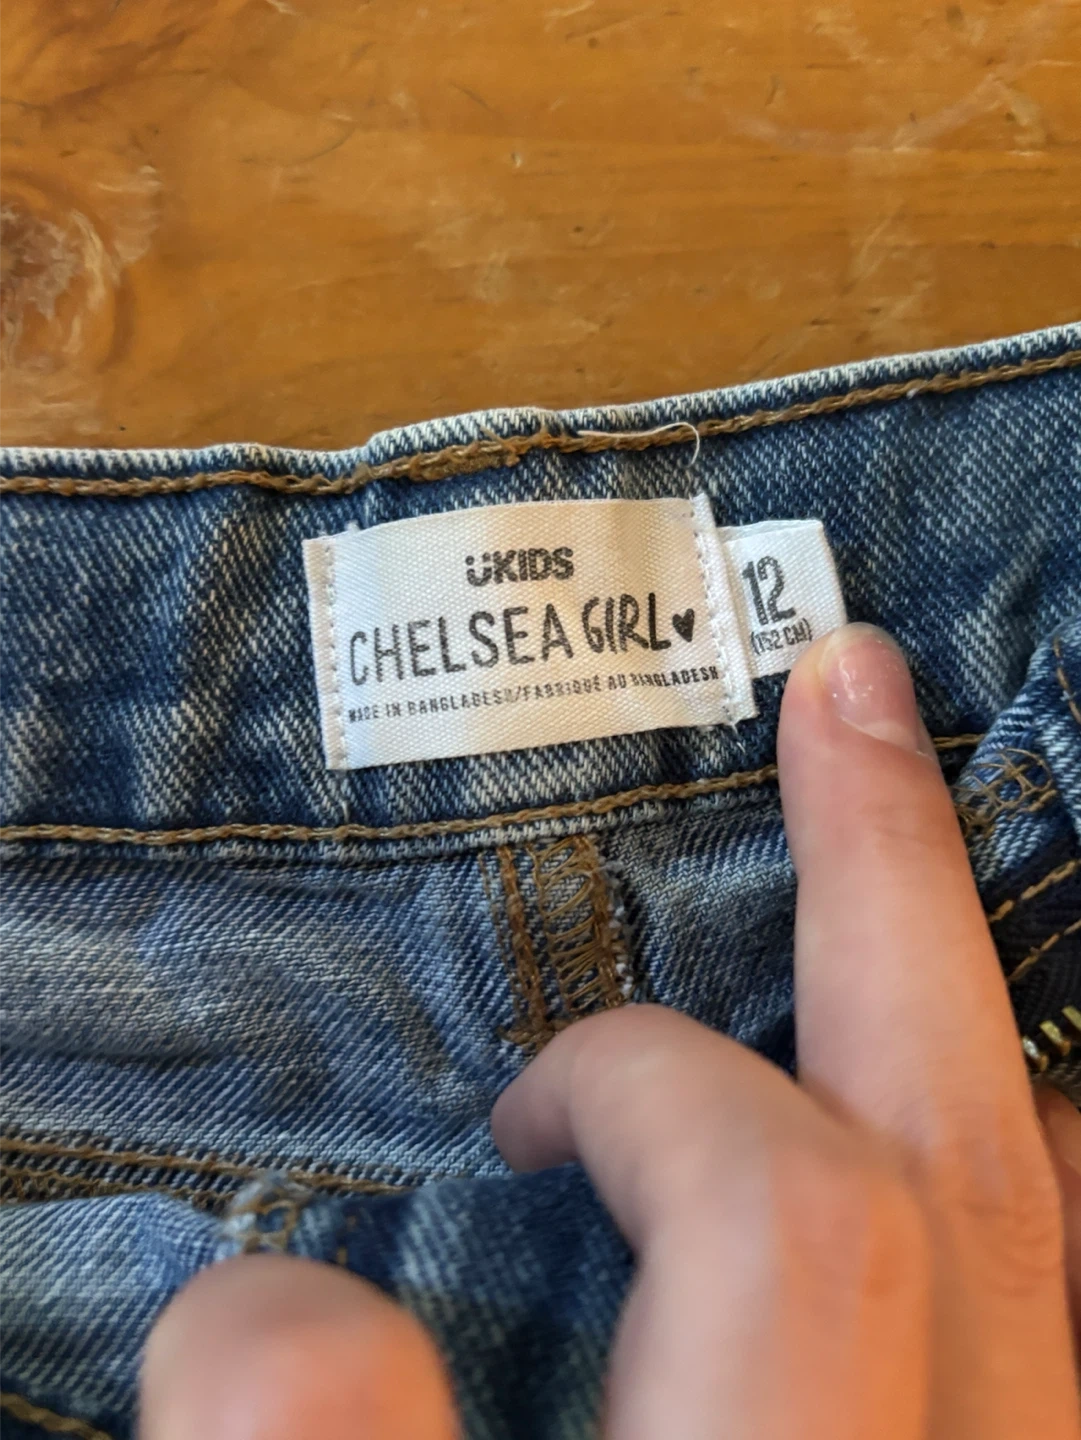 ÜKIDS
CHELSEA GIRL♥
MADE IN BANGLADESH/FABRIQUÉ AU BANGLADESH
12
(152 CM)